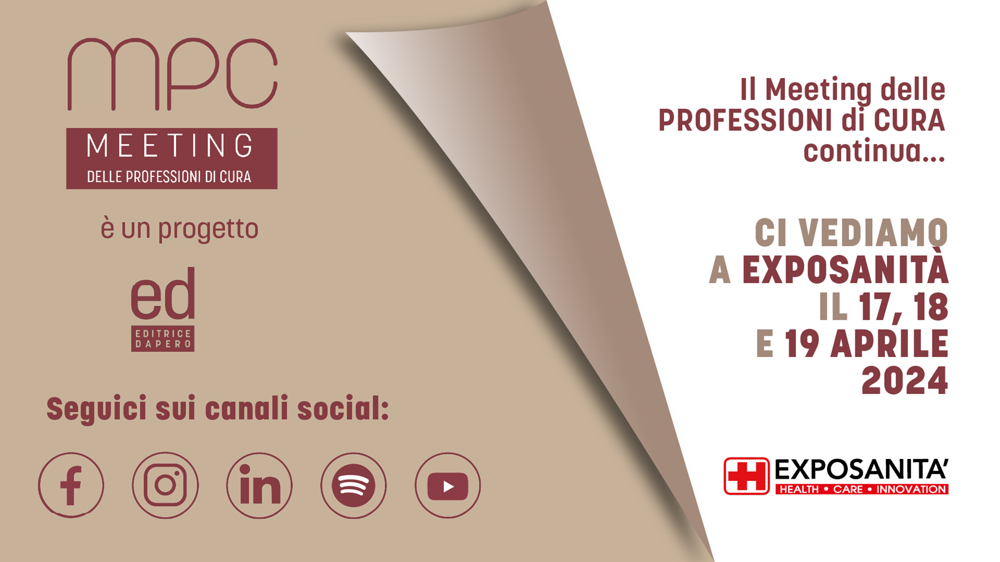 mpc
MEETING
DELLE PROFESSIONI DI CURA
è un progetto
ed
EDITRICE
DAPERO
Seguici sui canali social:
f
in
Il Meeting delle
PROFESSIONI di CURA
continua...
CI VEDIAMO
A EXPOSANITÀ
IL 17, 18
E 19 APRILE
2024
H EXPOSANITA'
HEALTH • CARE • INNOVATION